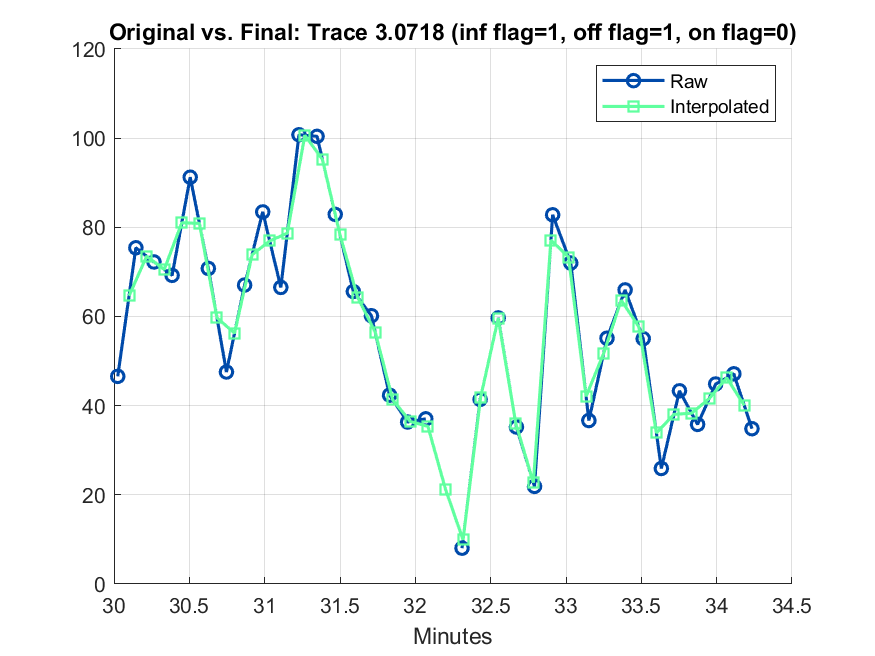 Original vs. Final: Trace 3.0718 (inf flag=1, off flag=1, on flag=0)
120
100
80
60
40
20
0
Raw
Interpolated
30 30.5 31 31.5 32 32.5 33 33.5 34 34.5
Minutes